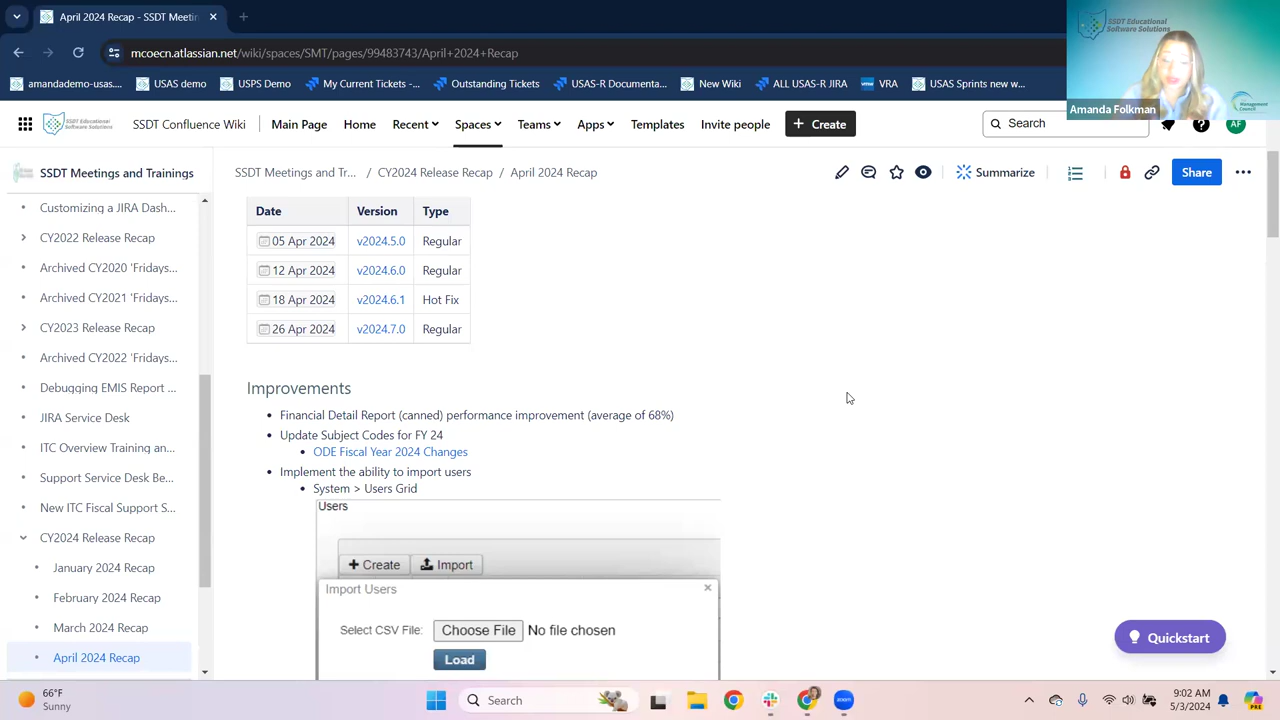 April 2024 Recap - SSDT Meeting
mcoecn.atlassian.net/wiki/spaces/SMT/pages/99483743/April+2024+Recap
amandademo-USAS...
USAS demo
USPS Demo
My Current Tickets -...
Outstanding Tickets...
USAS-R Documentati...
New Wiki
ALL USAS-R JIRA
VRA
USAS Sprints new w...
SSDT Educational
Software Solutions
Management
Council
Amanda Folkman
SSDT Confluence Wiki
Main Page
Home
Recent
Spaces
Teams
Apps
Templates
Invite people
Create
Search
AF
SSDT Meetings and Trainings
SSDT Meetings and Tr... / CY2024 Release Recap / April 2024 Recap
Summarize
Share
Customizing a JIRA Dash...
CY2022 Release Recap
Archived CY2020 'Fridays...
Archived CY2021 'Fridays...
CY2023 Release Recap
Archived CY2022 'Fridays...
Debugging EMIS Report ...
JIRA Service Desk
ITC Overview Training an...
Support Service Desk Be...
New ITC Fiscal Support S...
CY2024 Release Recap
January 2024 Recap
February 2024 Recap
March 2024 Recap
April 2024 Recap
Date Version Type
05 Apr 2024 v2024.5.0 Regular
12 Apr 2024 v2024.6.0 Regular
18 Apr 2024 v2024.6.1 Hot Fix
26 Apr 2024 v2024.7.0 Regular
Improvements
Financial Detail Report (canned) performance improvement (average of 68%)
Update Subject Codes for FY 24
ODE Fiscal Year 2024 Changes
Implement the ability to import users
System > Users Grid
Users
Create
Import
Import Users
Select CSV File: Choose File No file chosen
Load
Quickstart
66°F
Sunny
Search
9:02 AM
5/3/2024
PRE